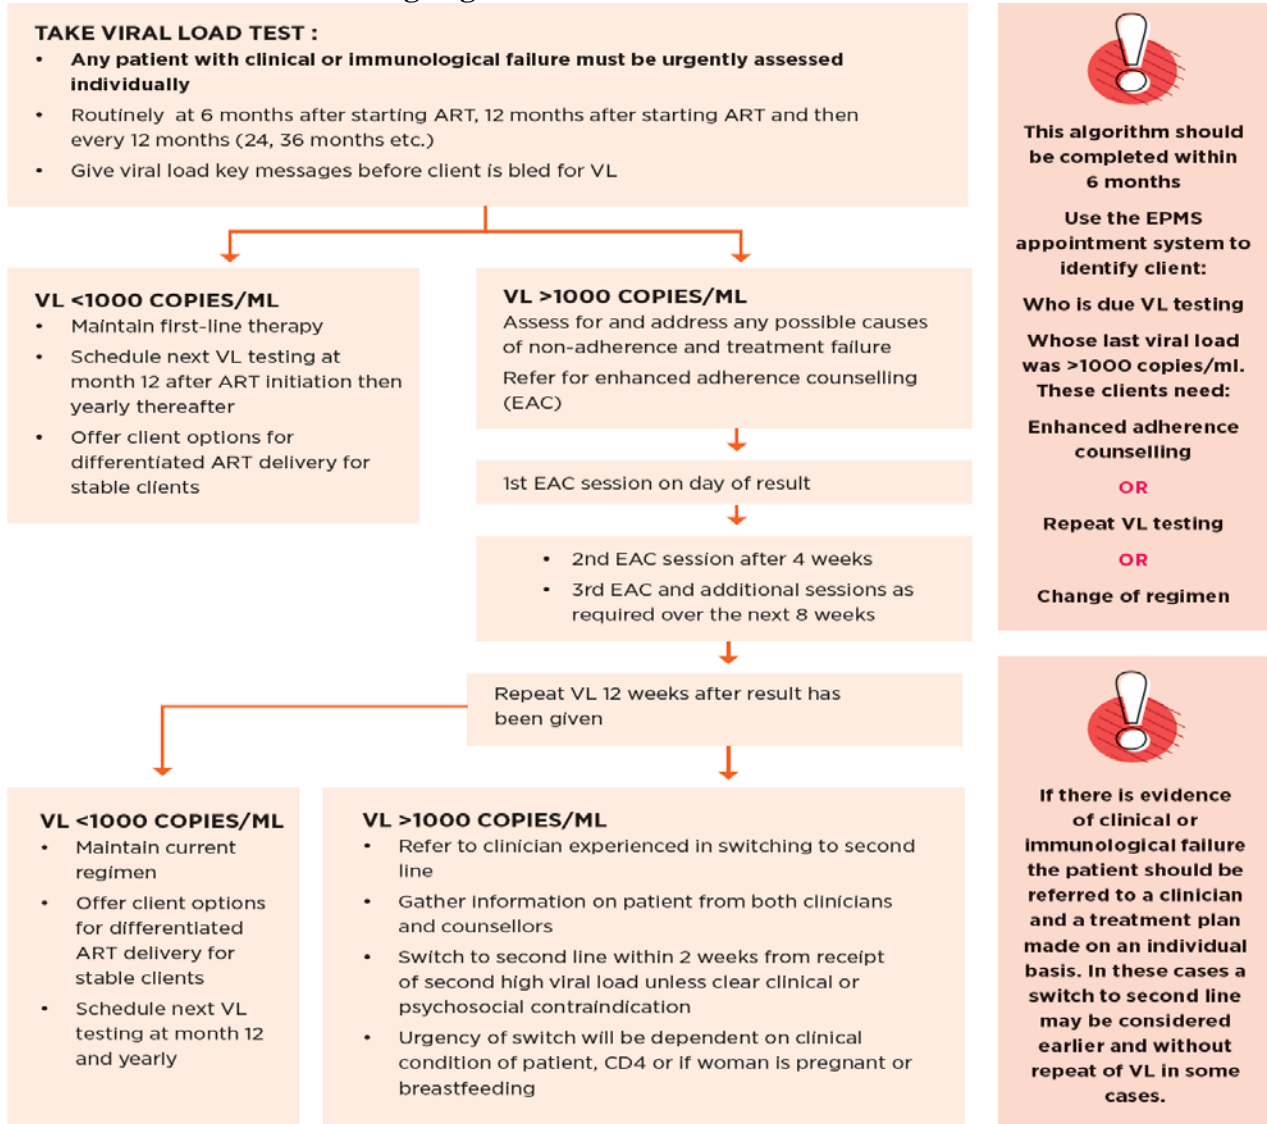 TAKE VIRAL LOAD TEST :
• Any patient with clinical or immunological failure must be urgently assessed
individually
• Routinely at 6 months after starting ART, 12 months after starting ART and then
every 12 months (24, 36 months etc.)
• Give viral load key messages before client is bled for VL
VL <1000 COPIES/ML
• Maintain first-line therapy
• Schedule next VL testing at
month 12 after ART initiation then
yearly thereafter
• Offer client options for
differentiated ART delivery for
stable clients
VL >1000 COPIES/ML
Assess for and address any possible causes
of non-adherence and treatment failure
Refer for enhanced adherence counselling
(EAC)
1st EAC session on day of result
• 2nd EAC session after 4 weeks
• 3rd EAC and additional sessions as
required over the next 8 weeks
Repeat VL 12 weeks after result has
been given
VL <1000 COPIES/ML
• Maintain current
regimen
• Offer client options
for differentiated
ART delivery for
stable clients
• Schedule next VL
testing at month 12
and yearly
VL >1000 COPIES/ML
• Refer to clinician experienced in switching to second
line
• Gather information on patient from both clinicians
and counsellors
• Switch to second line within 2 weeks from receipt
of second high viral load unless clear clinical or
psychosocial contraindication
• Urgency of switch will be dependent on clinical
condition of patient, CD4 or if woman is pregnant or
breastfeeding
This algorithm should
be completed within
6 months
Use the EPMS
appointment system to
identify client:
Who is due VL testing
Whose last viral load
was >1000 copies/ml.
These clients need:
Enhanced adherence
counselling
OR
Repeat VL testing
OR
Change of regimen
If there is evidence
of clinical or
immunological failure
the patient should be
referred to a clinician
and a treatment plan
made on an individual
basis. In these cases a
switch to second line
may be considered
earlier and without
repeat of VL in some
cases.